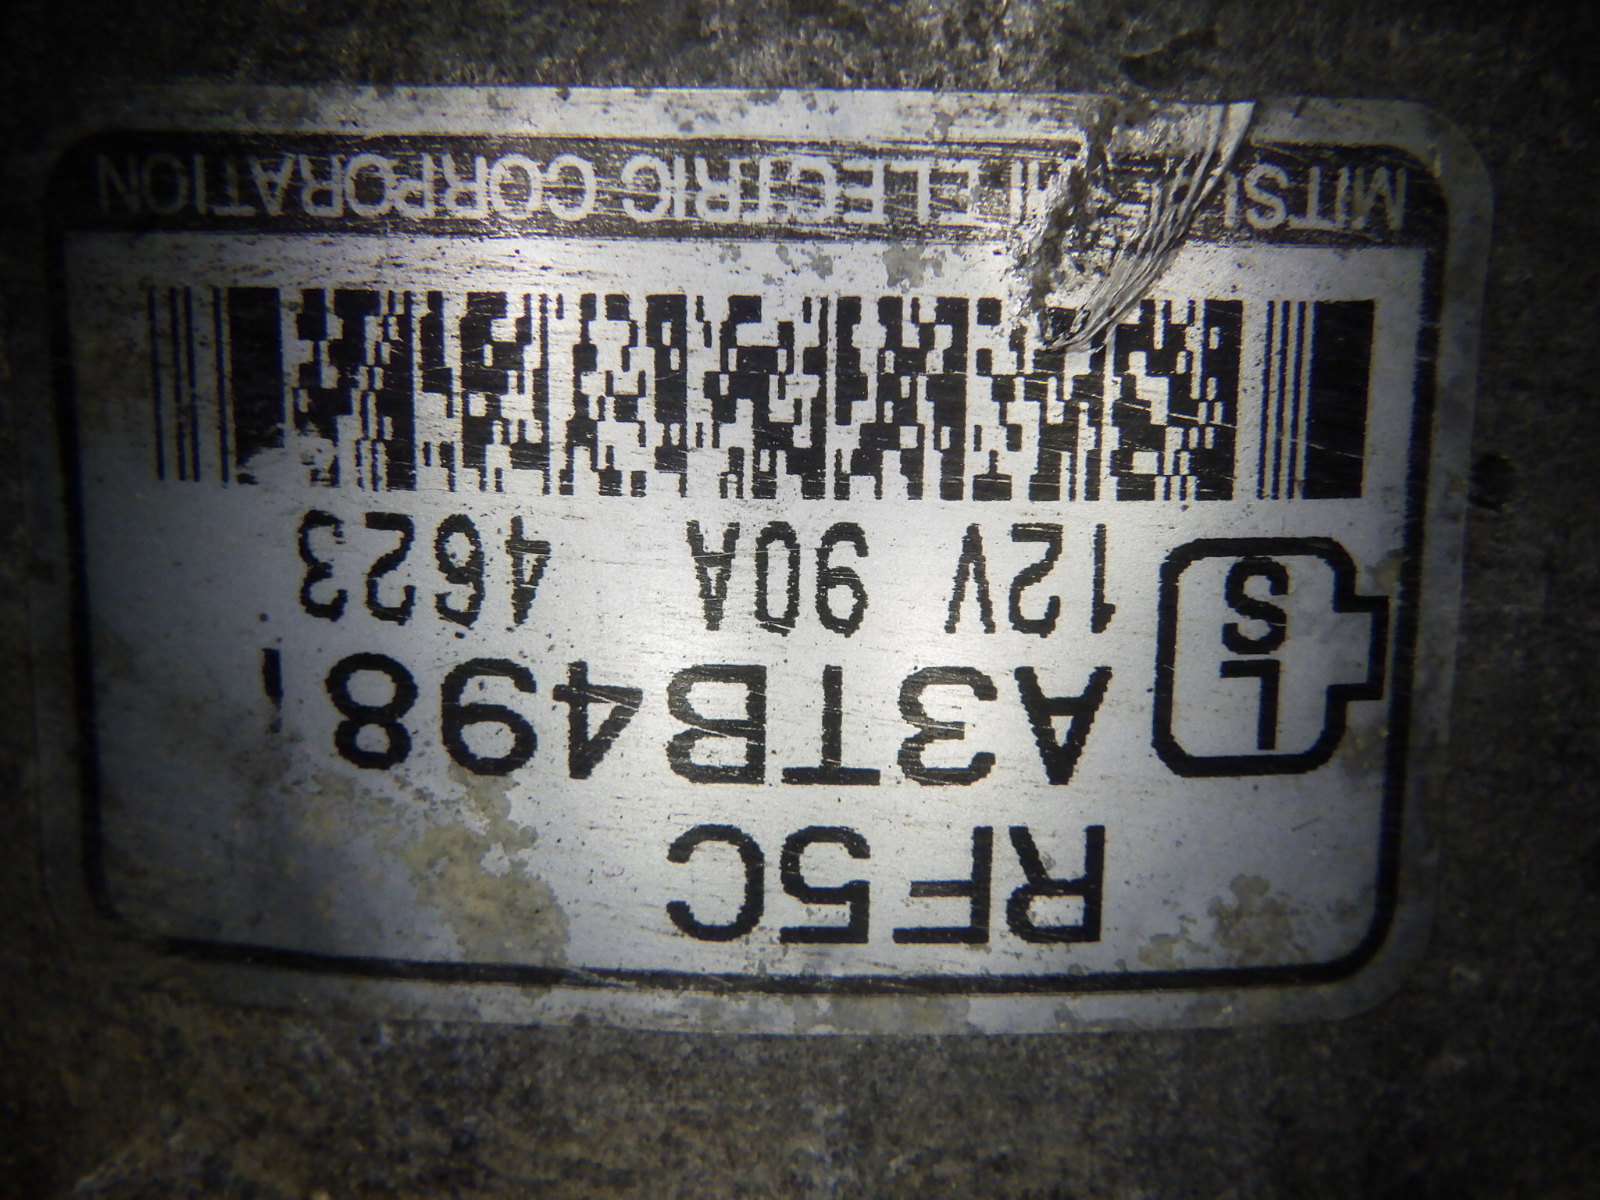 RF5C
A3TB4981
L
S
12V 90A 4623
MITSUBISHI ELECTRIC CORPORATION